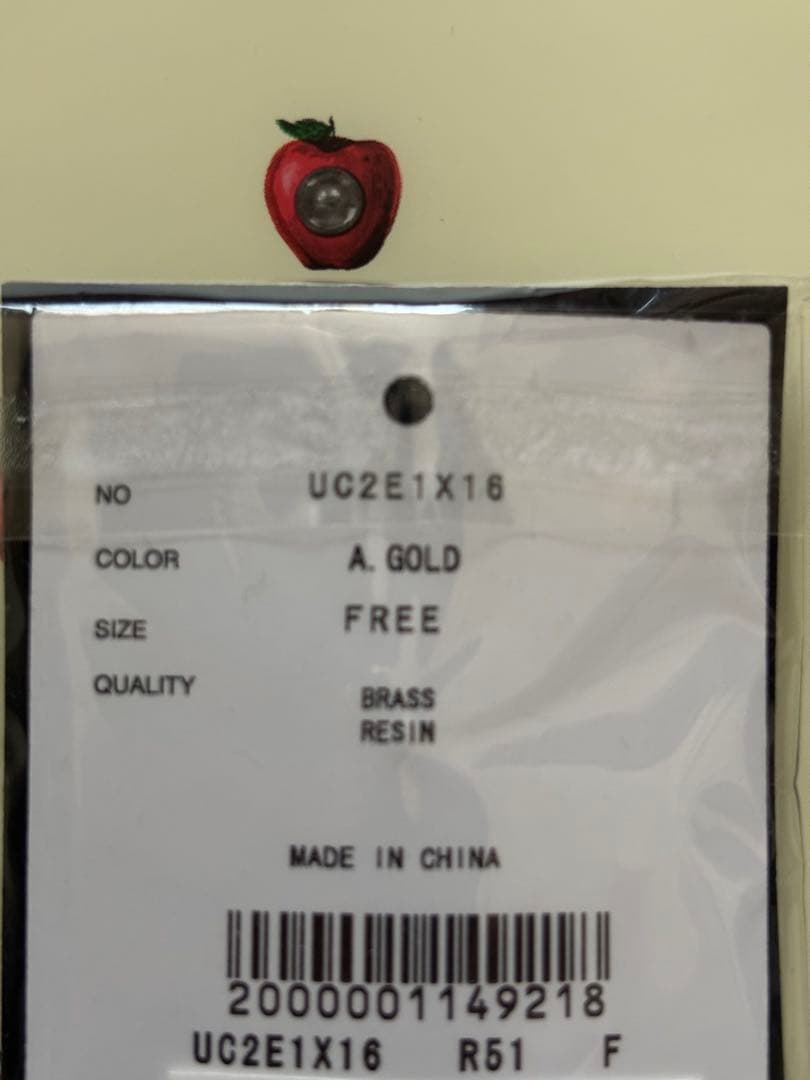 NO UC2E1X16
COLOR A. GOLD
SIZE FREE
QUALITY BRASS
RESIN
MADE IN CHINA
2000001149218
UC2E1X16 R51 F